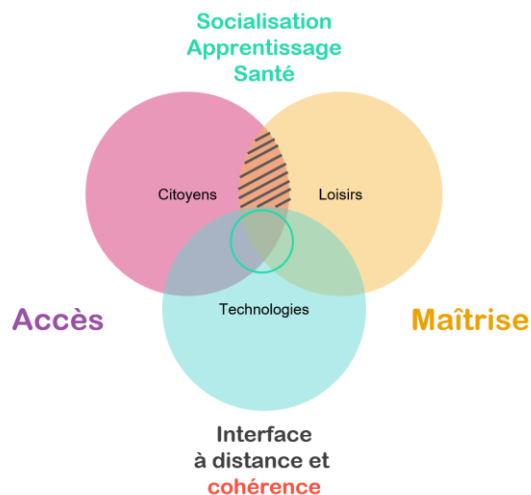 Socialisation
Apprentissage
Santé
Citoyens
Loisirs
Technologies
Accès
Maîtrise
Interface
à distance et
cohérence